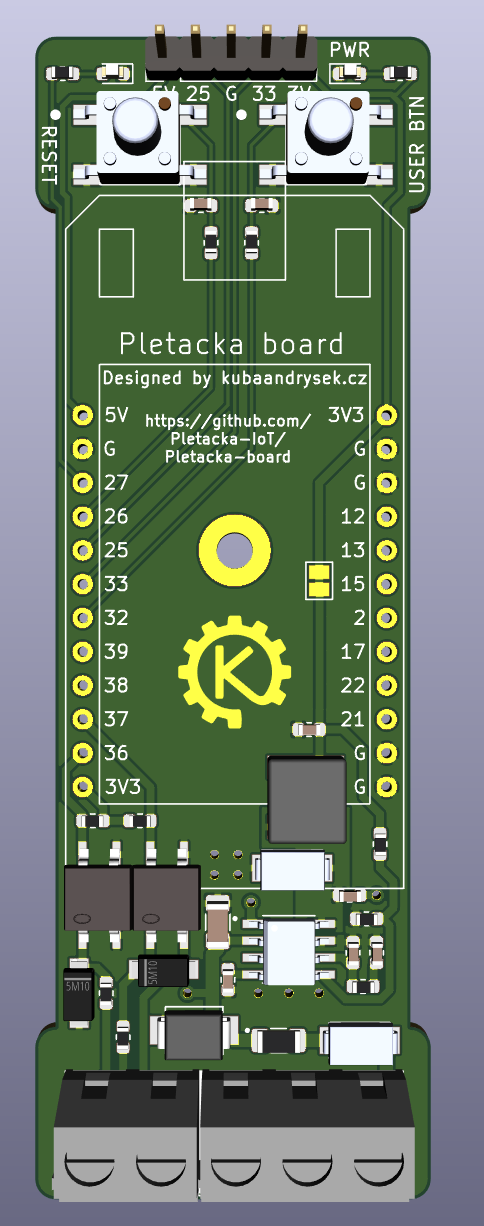 PWR
5V 25 G 33 3V
RESET
USER BTN
Pletacka board
Designed by kubaandrysek.cz
https://github.com/
Pletacka-IoT/
Pletacka-board
5V 3V3
G G
27 G
26 12
25 13
33 15
32 2
39 17
38 22
37 21
36 G
3V3 G
K
5M10
5M10